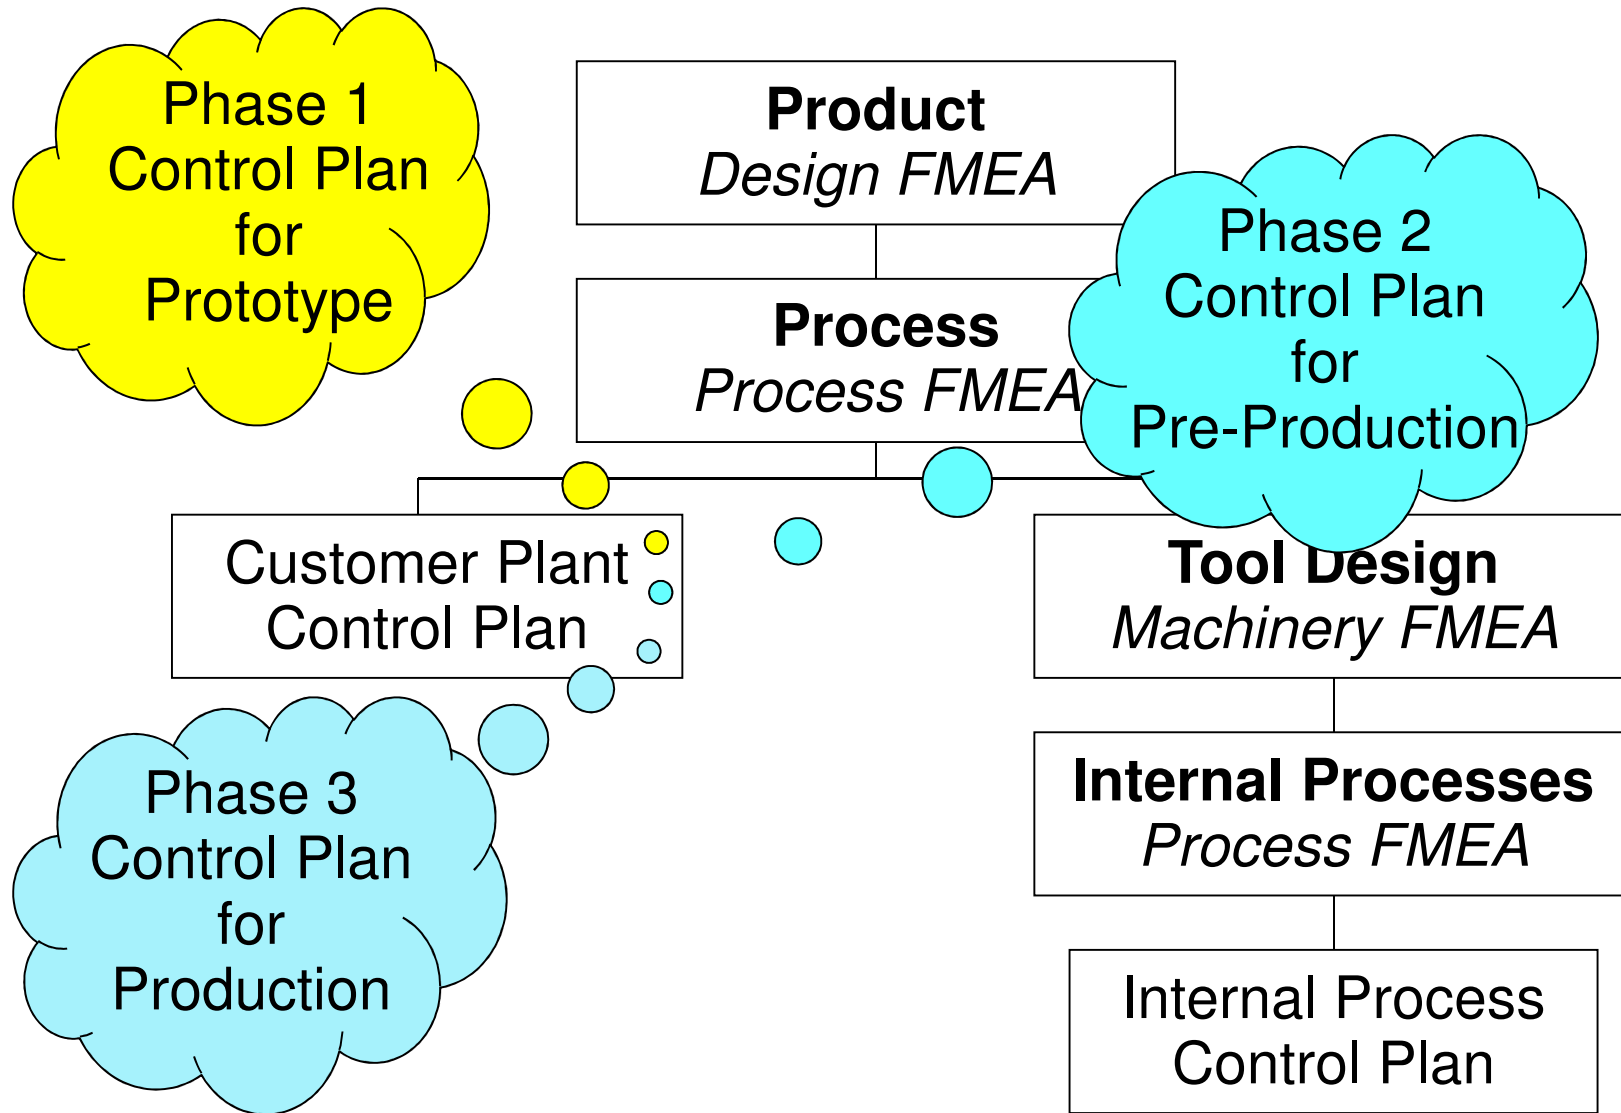 Phase 1
Control Plan
for
Prototype
Product
Design FMEA
Phase 2
Control Plan
for
Pre-Production
Process
Process FMEA
Customer Plant
Control Plan
Tool Design
Machinery FMEA
Phase 3
Control Plan
for
Production
Internal Processes
Process FMEA
Internal Process
Control Plan